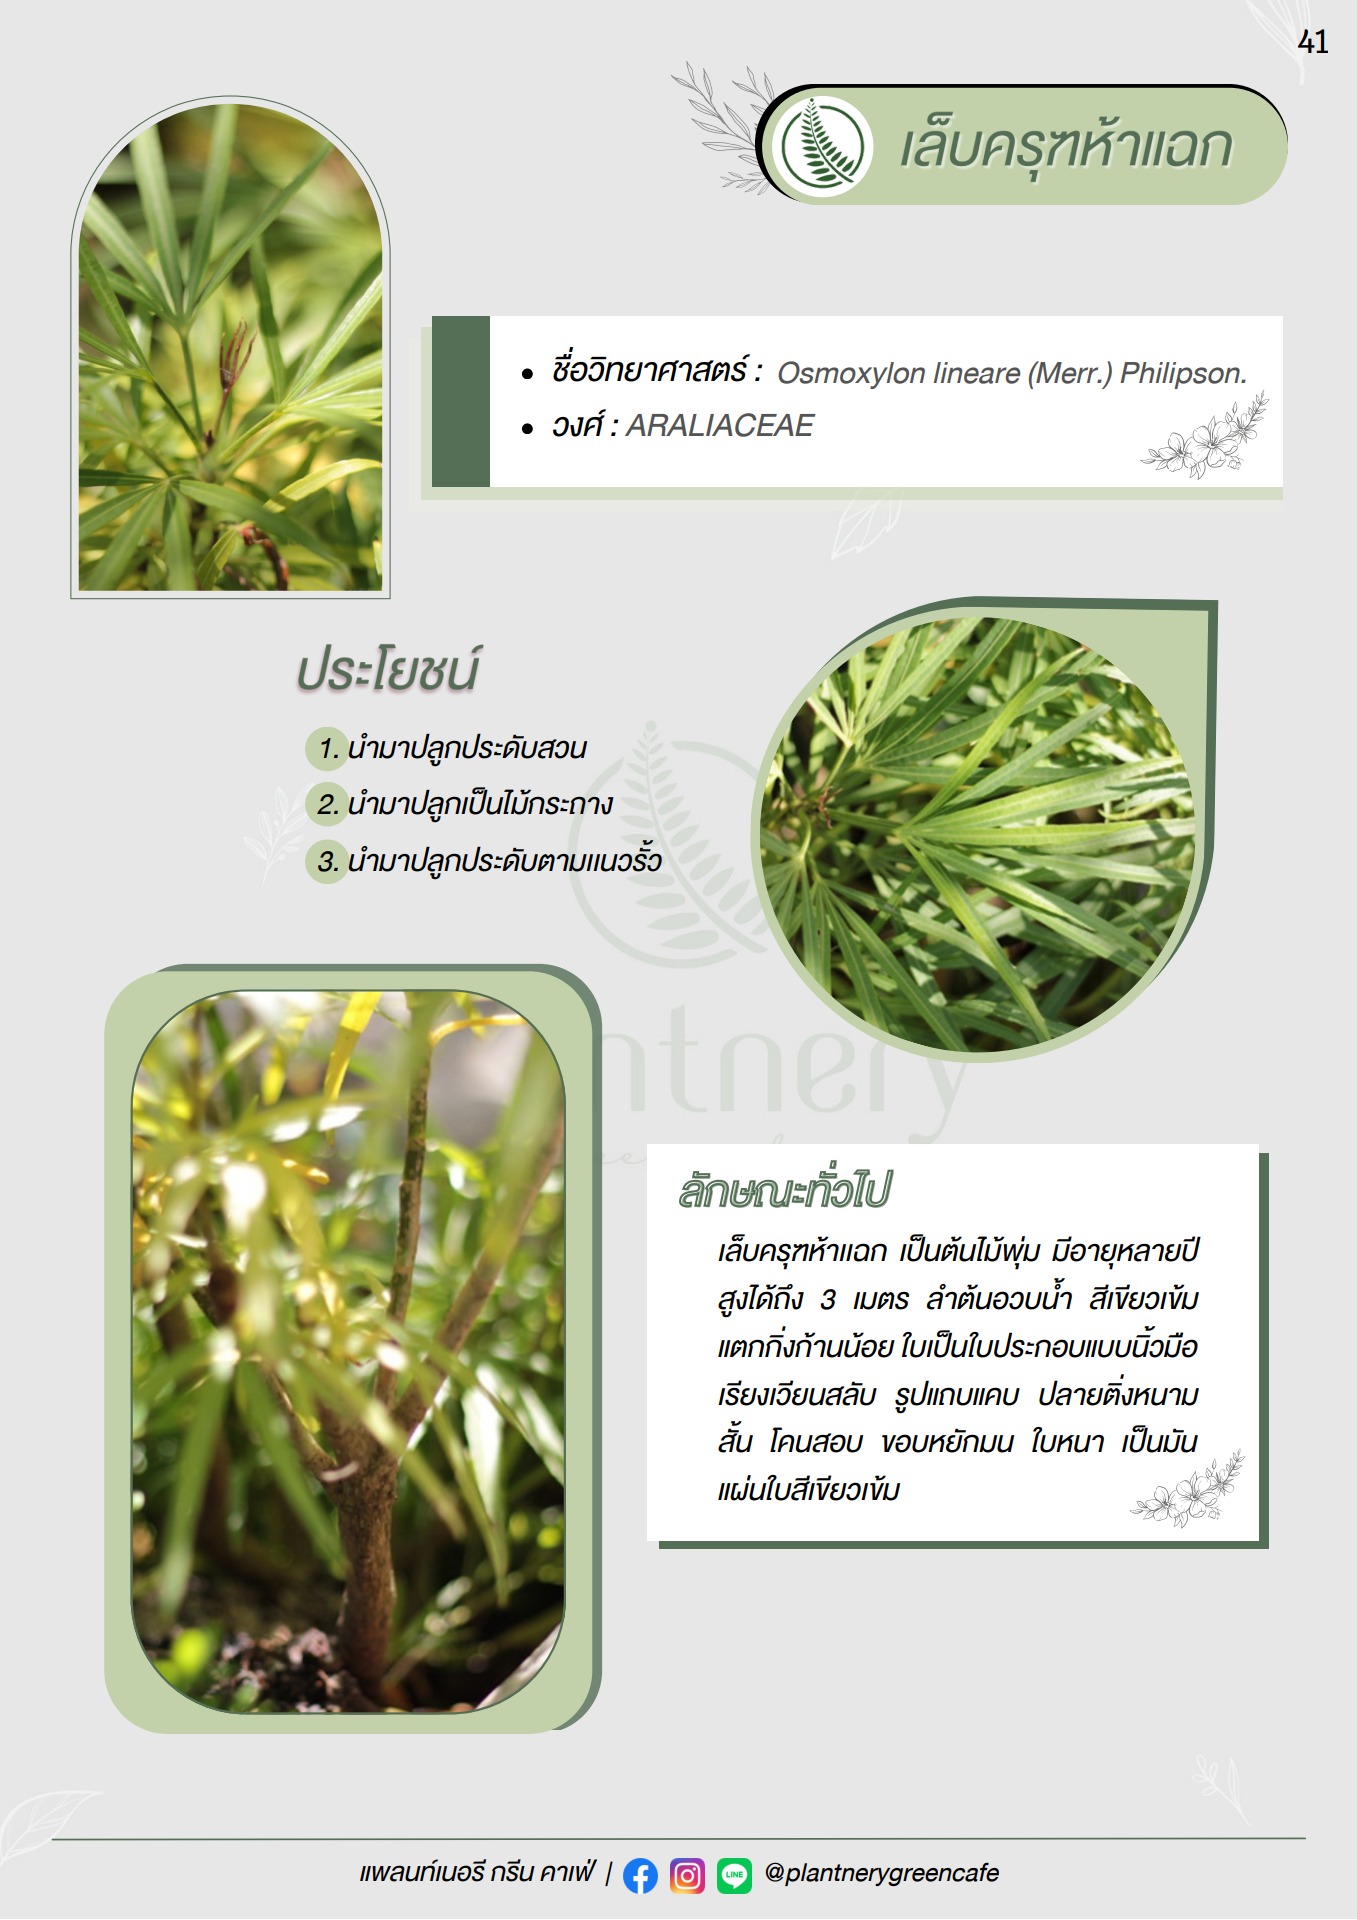 41
เล็บครุฑห้าแฉก
• ชื่อวิทยาศาสตร์ : Osmoxylon lineare (Merr.) Philipson.
• วงศ์ : ARALIACEAE
ประโยชน์
1. นำมาปลูกประดับสวน
2. นำมาปลูกเป็นไม้กระถาง
3. นำมาปลูกประดับตามแนวรั้ว
ntnery
ลักษณะทั่วไป
เล็บครุฑห้าแฉก เป็นต้นไม้พุ่ม มีอายุหลายปี
สูงได้ถึง 3 เมตร ลำต้นอวบน้ำ สีเขียวเข้ม
แตกกิ่งก้านน้อย ใบเป็นใบประกอบแบบนิ้วมือ
เรียงเวียนสลับ รูปแถบแคบ ปลายติ่งหนาม
สั้น โคนสอบ ขอบหยักมน ใบหนา เป็นมัน
แผ่นใบสีเขียวเข้ม
แพลนท์เนอรี กรีน คาเฟ่ | LINE @plantnerygreencafe